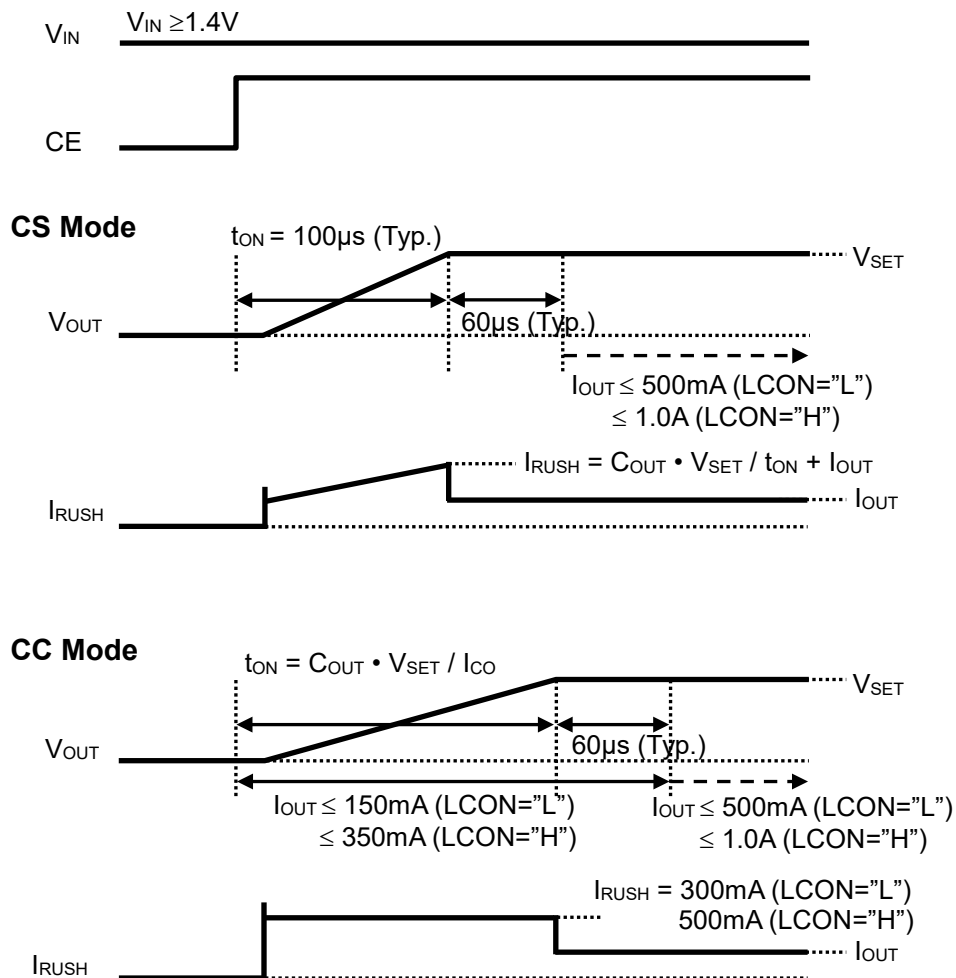 VIN
VIN ≥1.4V
CE
CS Mode
tON = 100µs (Typ.)
VSET
VOUT
60µs (Typ.)
IOUT ≤ 500mA (LCON=”L”)
≤ 1.0A (LCON=”H”)
IRUSH = COUT • VSET / tON + IOUT
IRUSH
IOUT
CC Mode
tON = COUT • VSET / ICO
VSET
VOUT
60µs (Typ.)
IOUT ≤ 150mA (LCON=”L”)
≤ 350mA (LCON=”H”)
IOUT ≤ 500mA (LCON=”L”)
≤ 1.0A (LCON=”H”)
IRUSH = 300mA (LCON=”L”)
500mA (LCON=”H”)
IOUT
IRUSH